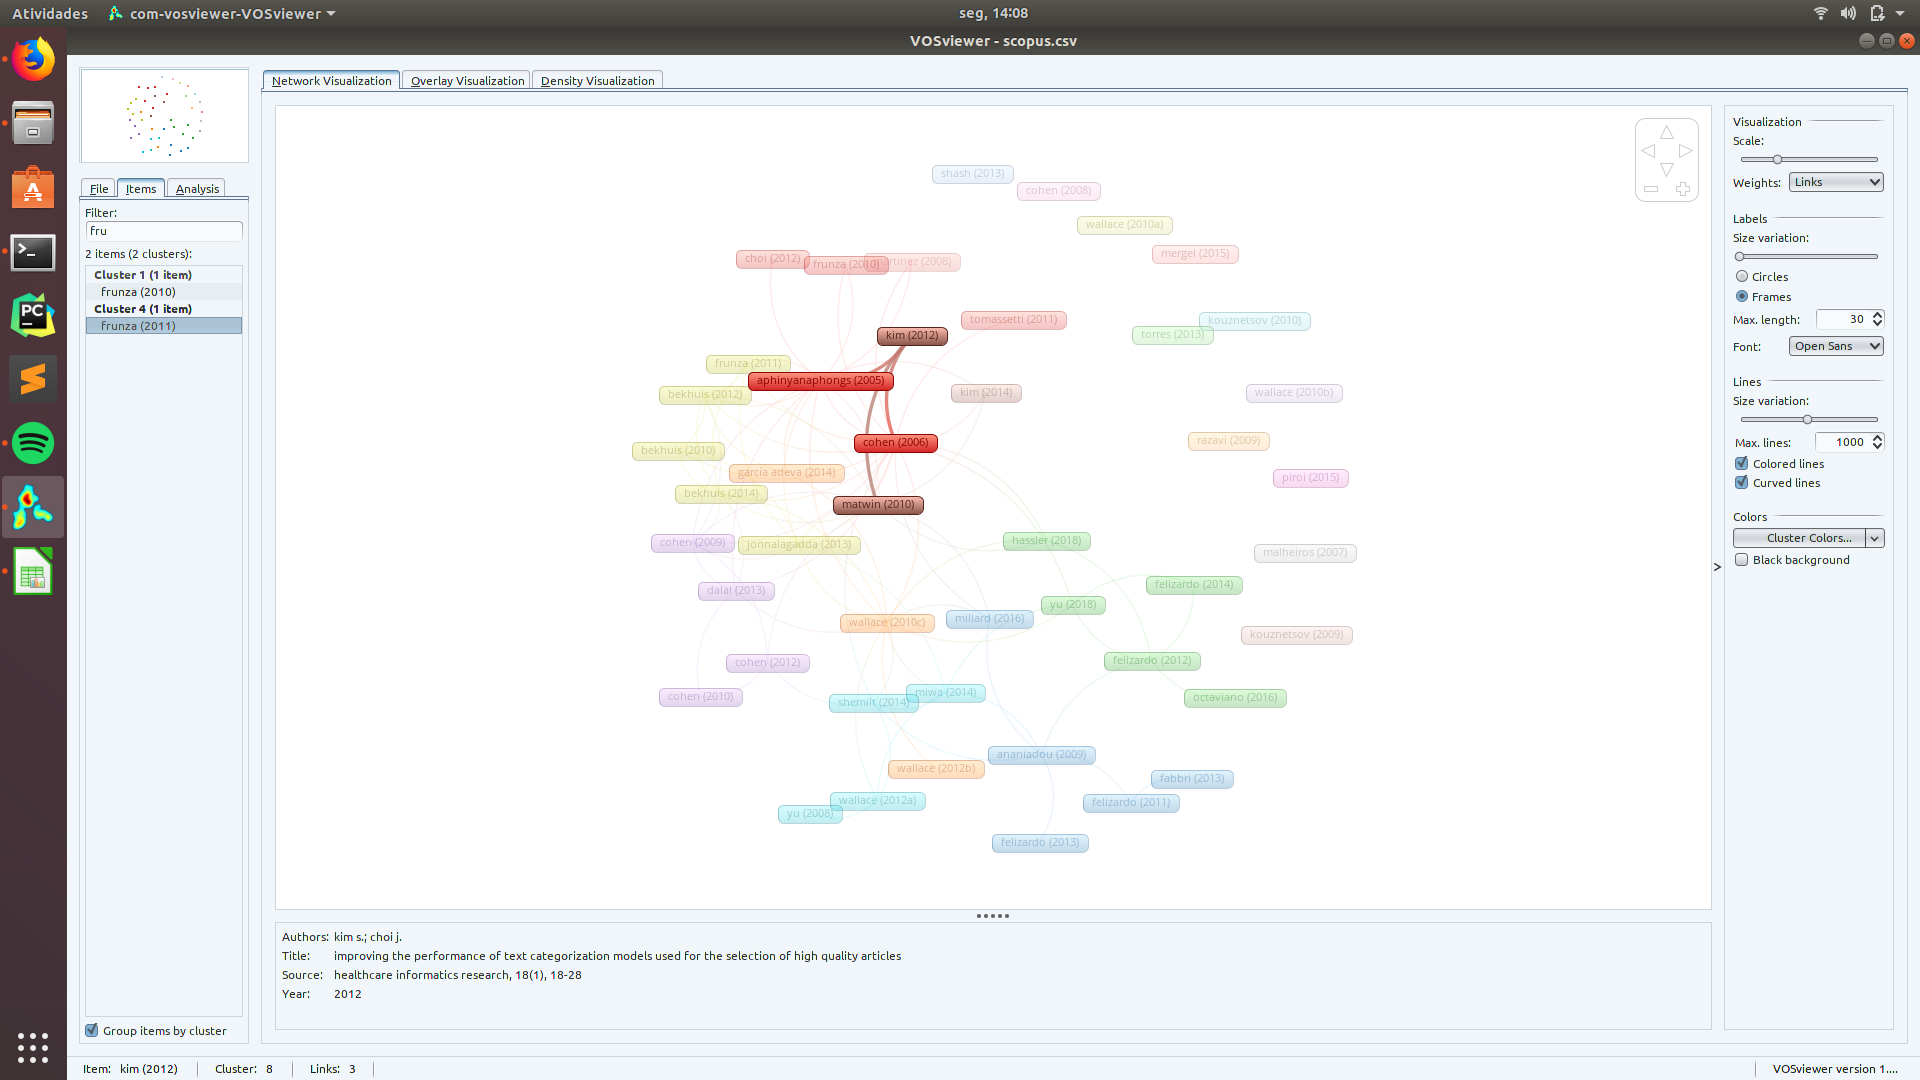 Atividades com-vosviewer-VOSviewer seg, 14:08
VOSviewer - scopus.csv
Network Visualization Overlay Visualization Density Visualization
File Items Analysis
Filter:
fru
2 items (2 clusters):
Cluster 1 (1 item)
frunza (2010)
Cluster 4 (1 item)
frunza (2011)
Group items by cluster
shash (2013)
cohen (2008)
wallace (2010a)
mergel (2015)
choi (2012)
frunza (2010)
kouznetsov (2010)
tomassetti (2011)
torres (2013)
kim (2012)
frunza (2011)
aphinyanaphongs (2005)
bekhuis (2012)
kim (2014)
wallace (2010b)
cohen (2006)
razavi (2009)
bekhuis (2010)
garcía adeva (2014)
piroi (2015)
bekhuis (2014)
matwin (2010)
cohen (2009)
jonnalagadda (2013)
hassler (2018)
malheiros (2007)
dalal (2013)
felizardo (2014)
yu (2018)
wallace (2010c)
millard (2016)
kouznetsov (2009)
cohen (2012)
felizardo (2012)
cohen (2010)
shemilt (2014)
miwa (2014)
octaviano (2016)
ananiadou (2009)
wallace (2012b)
fabbri (2013)
wallace (2012a)
felizardo (2011)
yu (2008)
felizardo (2013)
Visualization
Scale:
Weights: Links
Labels
Size variation:
Circles
Frames
Max. length: 30
Font: Open Sans
Lines
Size variation:
Max. lines: 1000
Colored lines
Curved lines
Colors
Cluster Colors...
Black background
>
Authors: kim s.; choi j.
Title: improving the performance of text categorization models used for the selection of high quality articles
Source: healthcare informatics research, 18(1), 18-28
Year: 2012
Item: kim (2012) Cluster: 8 Links: 3 VOSviewer version 1....